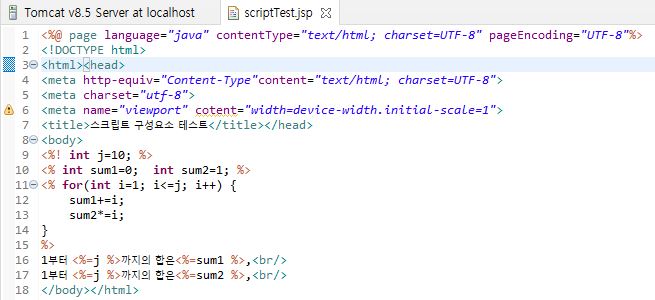 Tomcat v8.5 Server at localhost scriptTest.jsp
1 <%@ page language="java" contentType="text/html; charset=UTF-8" pageEncoding="UTF-8"%>
2 <!DOCTYPE html>
3 <html><head>
4 <meta http-equiv="Content-Type"content="text/html; charset=UTF-8">
5 <meta charset="utf-8">
6 <meta name="viewport" cotent="width=device-width.initial-scale=1">
7 <title>스크립트 구성요소 테스트</title></head>
8 <body>
9 <%! int j=10; %>
10 <% int sum1=0;  int sum2=1; %>
11 <% for(int i=1; i<=j; i++) {
12     sum1+=i;
13     sum2*=i;
14 }
15 %>
16 1부터 <%=j %>까지의 합은<%=sum1 %>,<br/>
17 1부터 <%=j %>까지의 합은<%=sum2 %>,<br/>
18 </body></html>